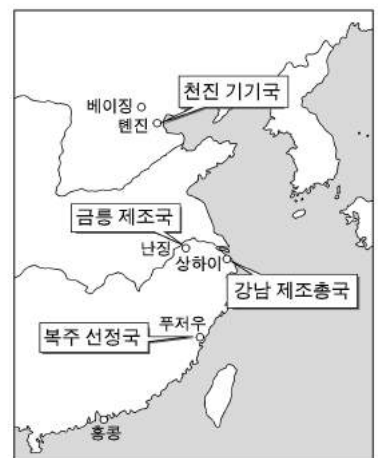 천진 기기국
베이징
톈진
금릉 제조국
난징
상하이
강남 제조총국
푸저우
복주 선정국
홍콩